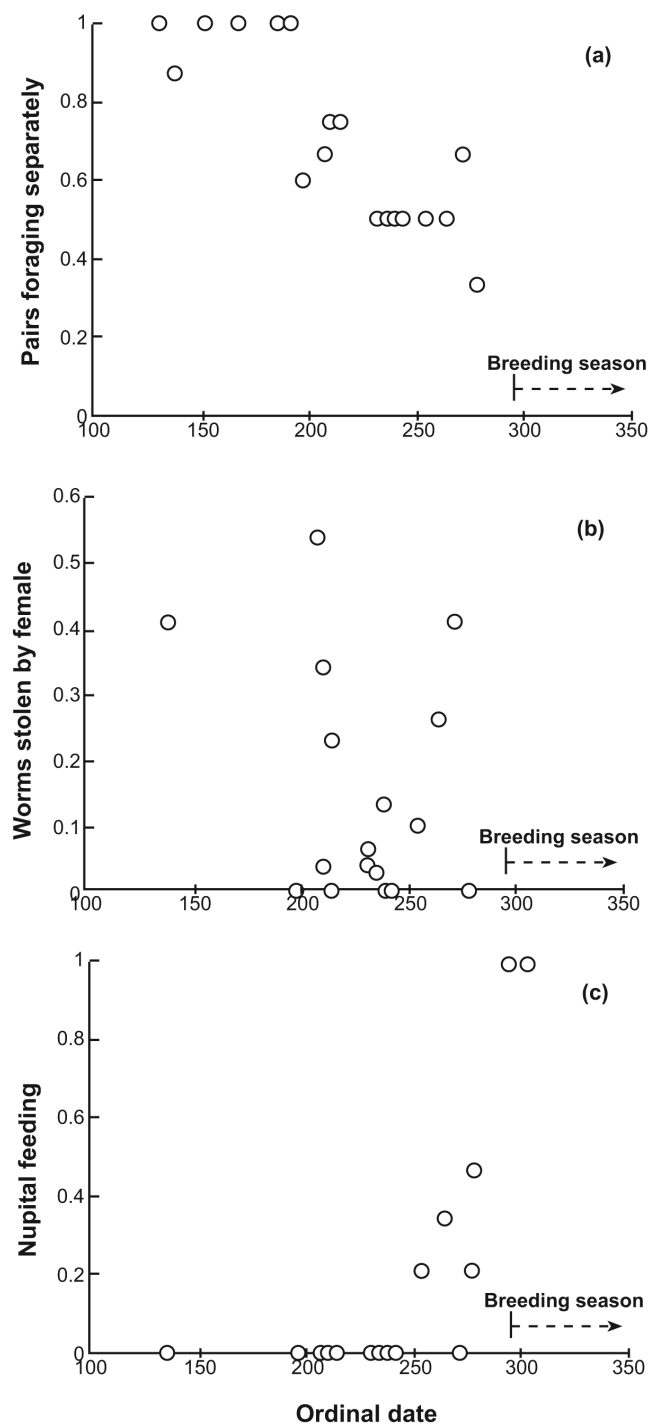 (a)
Pairs foraging separately
1
0.8
0.6
0.4
0.2
0
Breeding season
100 150 200 250 300 350
(b)
Worms stolen by female
0.6
0.5
0.4
0.3
0.2
0.1
0
Breeding season
100 200 250 300 350
(c)
Nupital feeding
1
0.8
0.6
0.4
0.2
0
Breeding season
100 150 200 250 300 350
Ordinal date